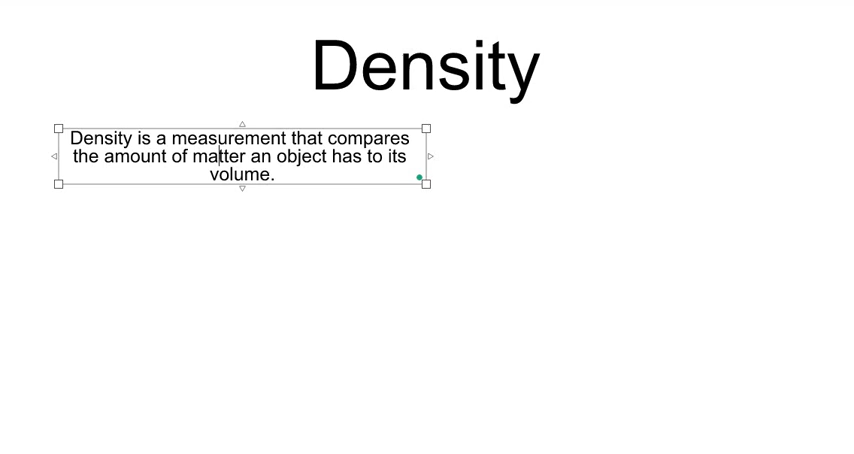 Density
Density is a measurement that compares
the amount of matter an object has to its
volume.